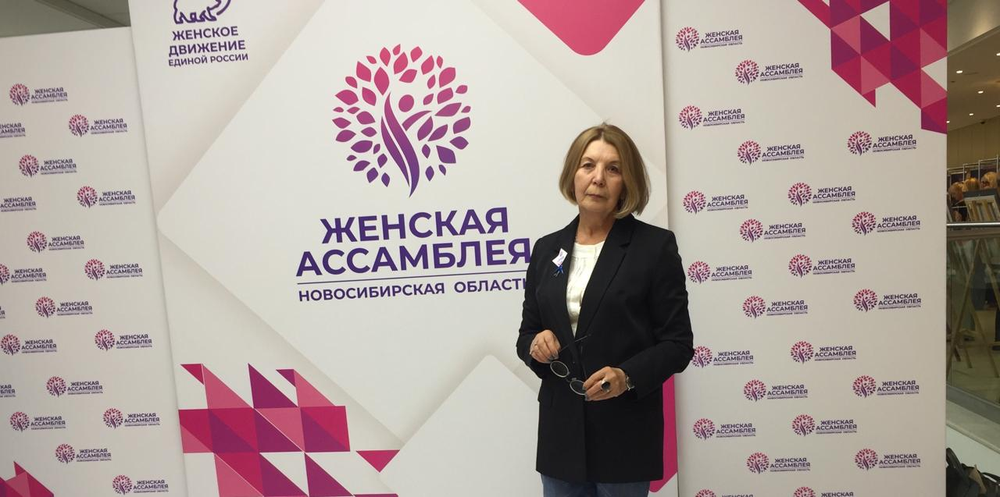 ЖЕНСКОЕ
ДВИЖЕНИЕ
ЕДИНОЙ РОССИИ
ЖЕНСКАЯ
АССАМБЛЕЯ
НОВОСИБИРСКАЯ ОБЛАСТЬ
ЖЕНСКАЯ
АССАМБЛЕЯ
НОВОСИБИРСКАЯ ОБЛАСТЬ